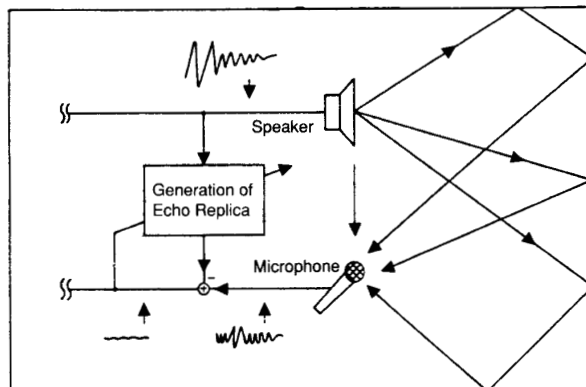 Speaker
Generation of
Echo Replica
Microphone
−
+